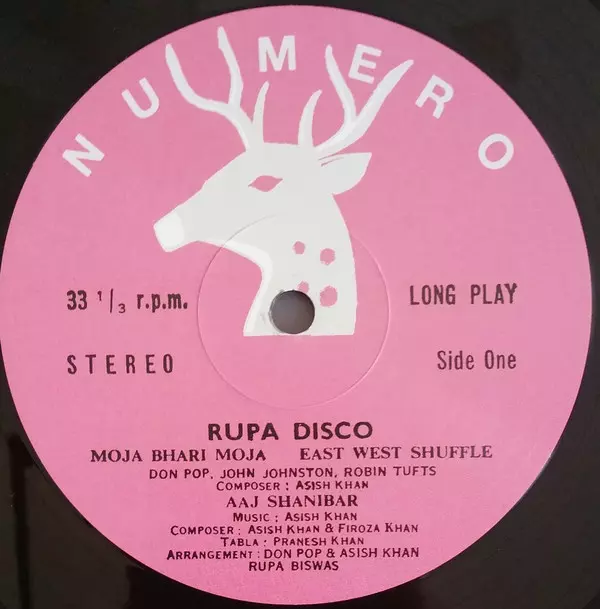 NUMERO
33 1/3 r.p.m.
LONG PLAY
STEREO
Side One
RUPA DISCO
MOJA BHARI MOJA EAST WEST SHUFFLE
DON POP, JOHN JOHNSTON, ROBIN TUFTS
COMPOSER : ASISH KHAN
AAJ SHANIBAR
MUSIC : ASISH KHAN
COMPOSER : ASISH KHAN & FIROZA KHAN
TABLA : PRANESH KHAN
ARRANGEMENT : DON POP & ASISH KHAN
RUPA BISWAS